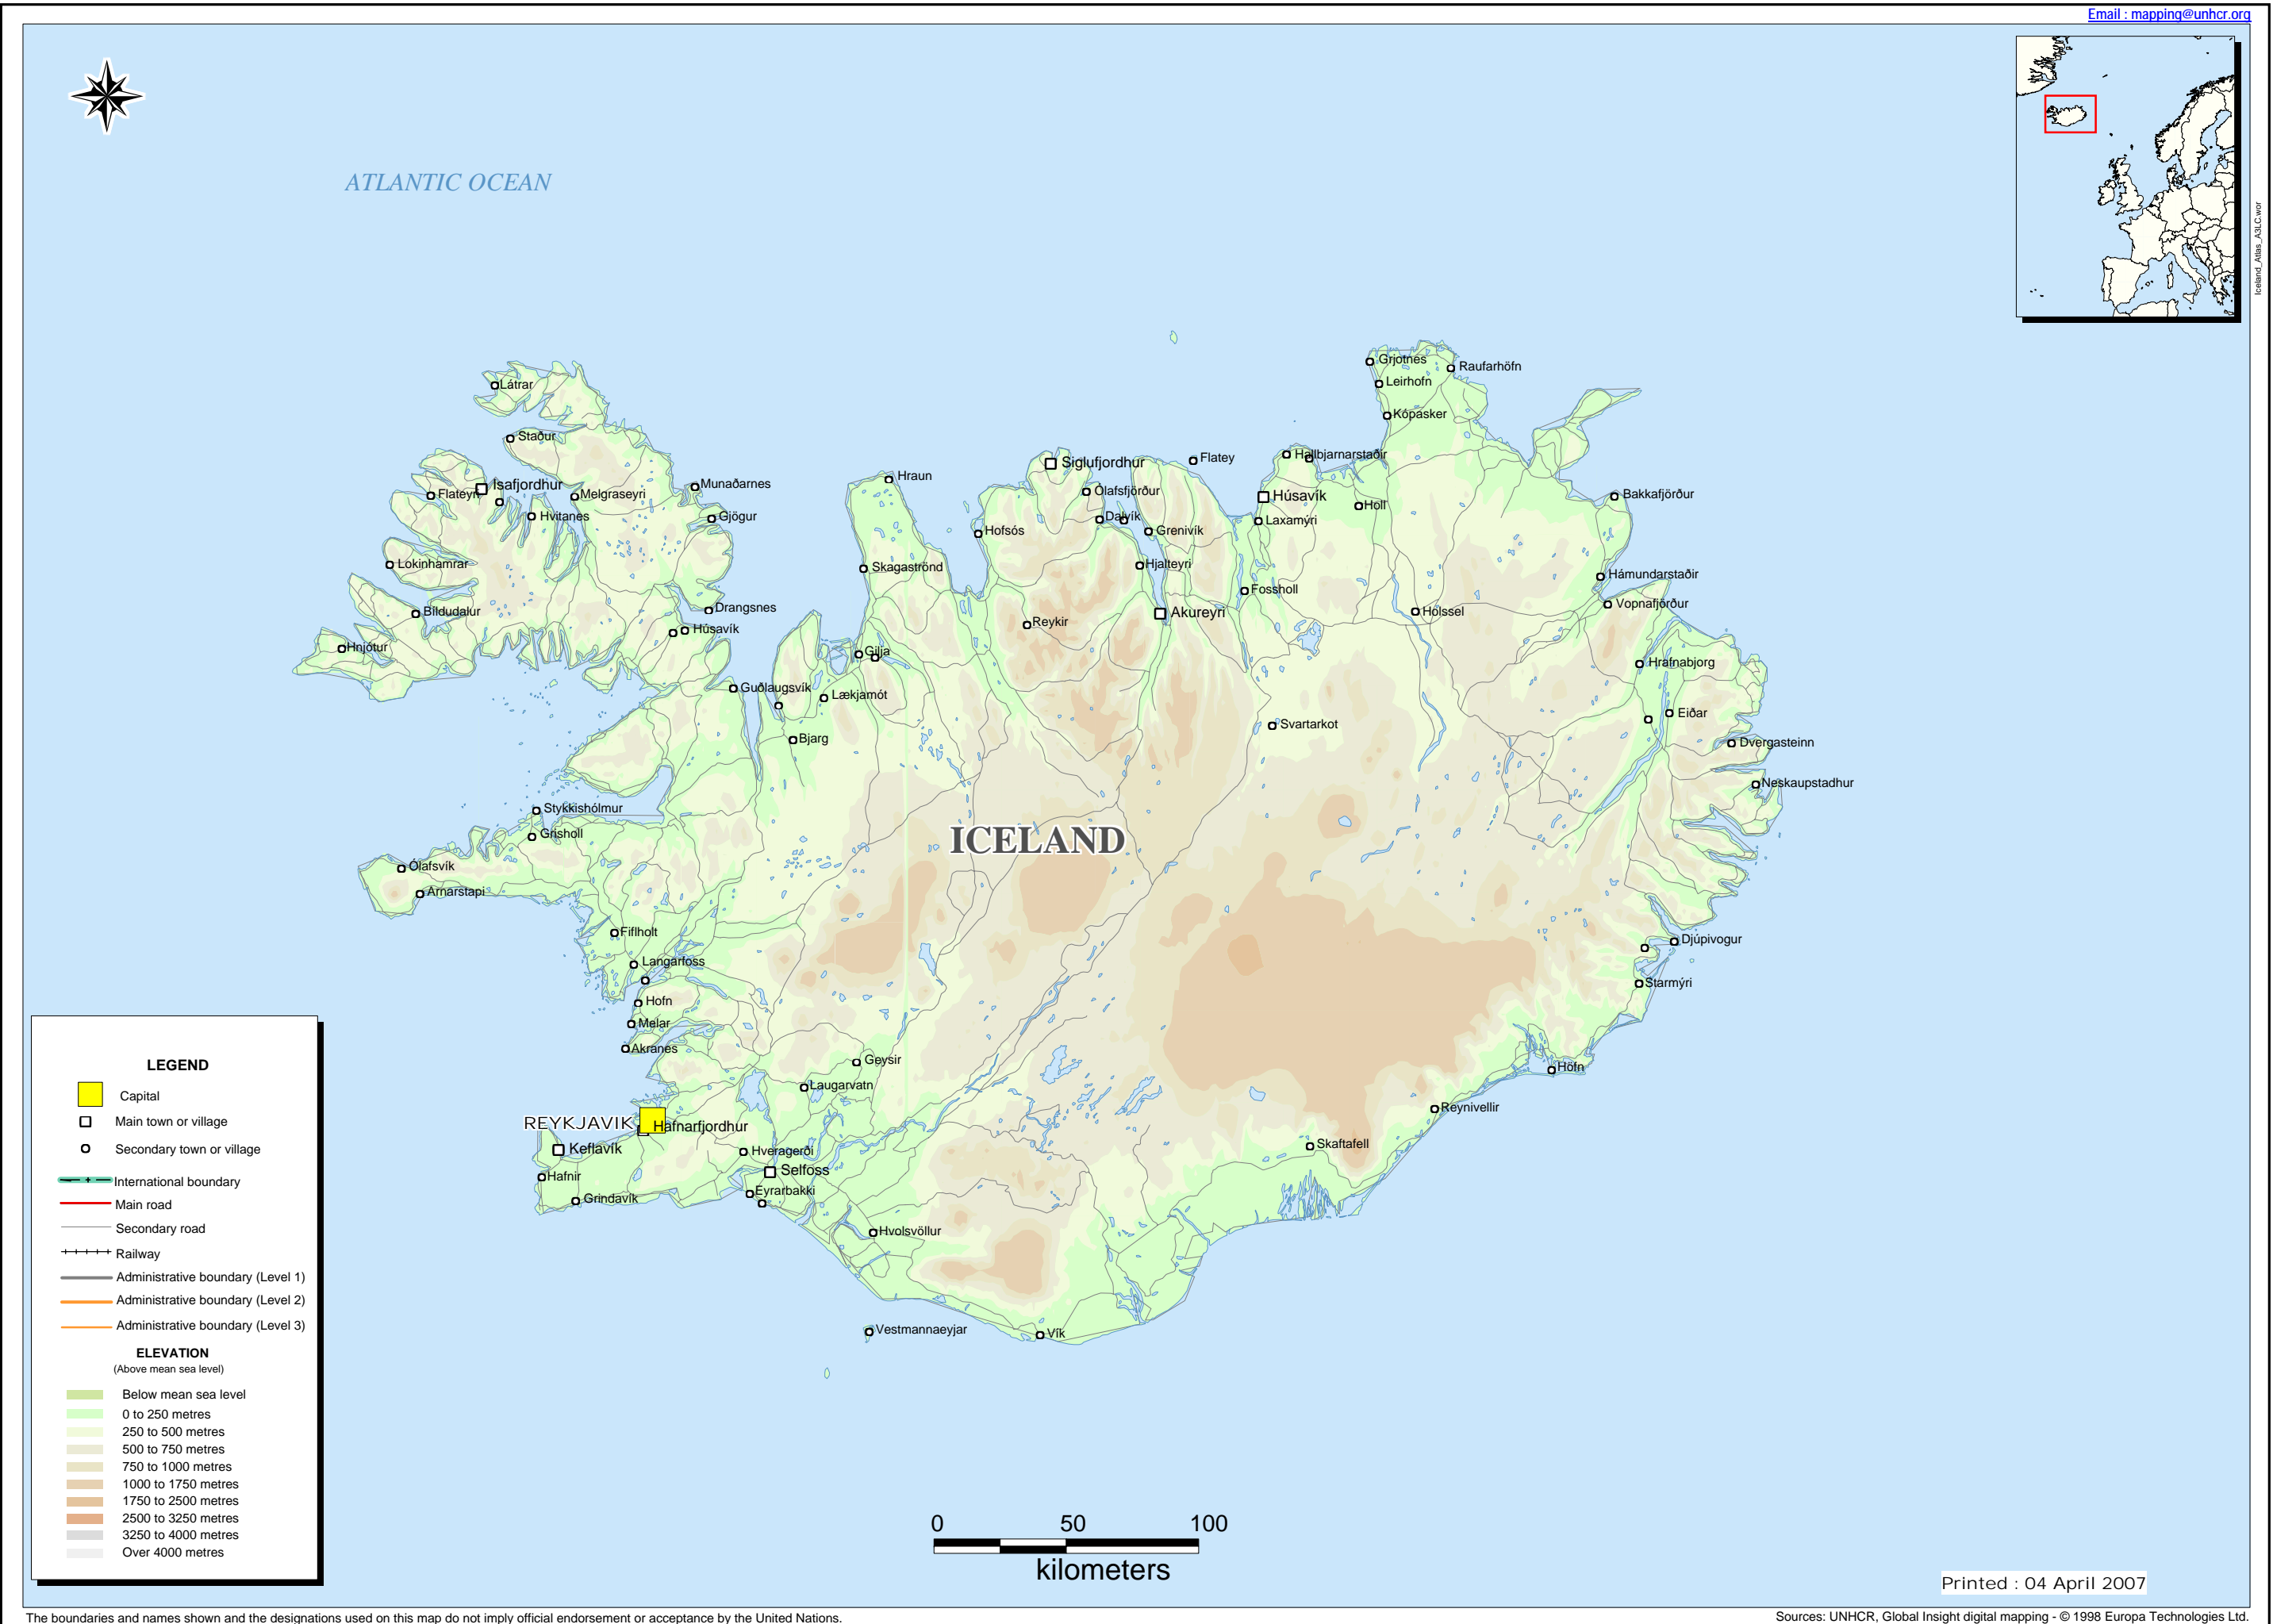 Email : mapping@unhcr.org
Iceland_Atlas_A3LC.wor
ATLANTIC OCEAN
Grjotnes
Raufarhöfn
Látrar
Leirhofn
Kópasker
Staður
Hallbjarnarstaðir
Siglufjordhur
Flatey
Hraun
Isafjordhur
Munaðarnes
Flateyri
Melgraseyri
Ólafsfjörður
Húsavík
Bakkafjörður
Holl
Hvitanes
Gjögur
Dalvík
Laxamýri
Hofsós
Grenivík
Lokinhamrar
Skagaströnd
Hjalteyri
Hámundarstaðir
Fossholl
Vopnafjörður
Bíldudalur
Drangsnes
Akureyri
Holssel
Reykir
Húsavík
Hnjótur
Gilja
Hrafnabjorg
Guðlaugsvík
Lækjamót
Eiðar
Svartarkot
Bjarg
Dvergasteinn
Neskaupstadhur
Stykkishólmur
Grisholl
ICELAND
Ólafsvík
Arnarstapi
Fiflholt
Djúpivogur
Langarfoss
Starmýri
Hofn
Melar
Akranes
Geysir
Höfn
Laugarvatn
Reynivellir
REYKJAVIK
Hafnarfjordhur
Skaftafell
Keflavík
Hveragerði
Selfoss
Hafnir
Eyrarbakki
Grindavík
Hvolsvöllur
Vestmannaeyjar
Vík
LEGEND
Capital
Main town or village
Secondary town or village
International boundary
Main road
Secondary road
Railway
Administrative boundary (Level 1)
Administrative boundary (Level 2)
Administrative boundary (Level 3)
ELEVATION
(Above mean sea level)
Below mean sea level
0 to 250 metres
250 to 500 metres
500 to 750 metres
750 to 1000 metres
1000 to 1750 metres
1750 to 2500 metres
2500 to 3250 metres
3250 to 4000 metres
Over 4000 metres
0 50 100
kilometers
Printed : 04 April 2007
The boundaries and names shown and the designations used on this map do not imply official endorsement or acceptance by the United Nations.
Sources: UNHCR, Global Insight digital mapping - © 1998 Europa Technologies Ltd.